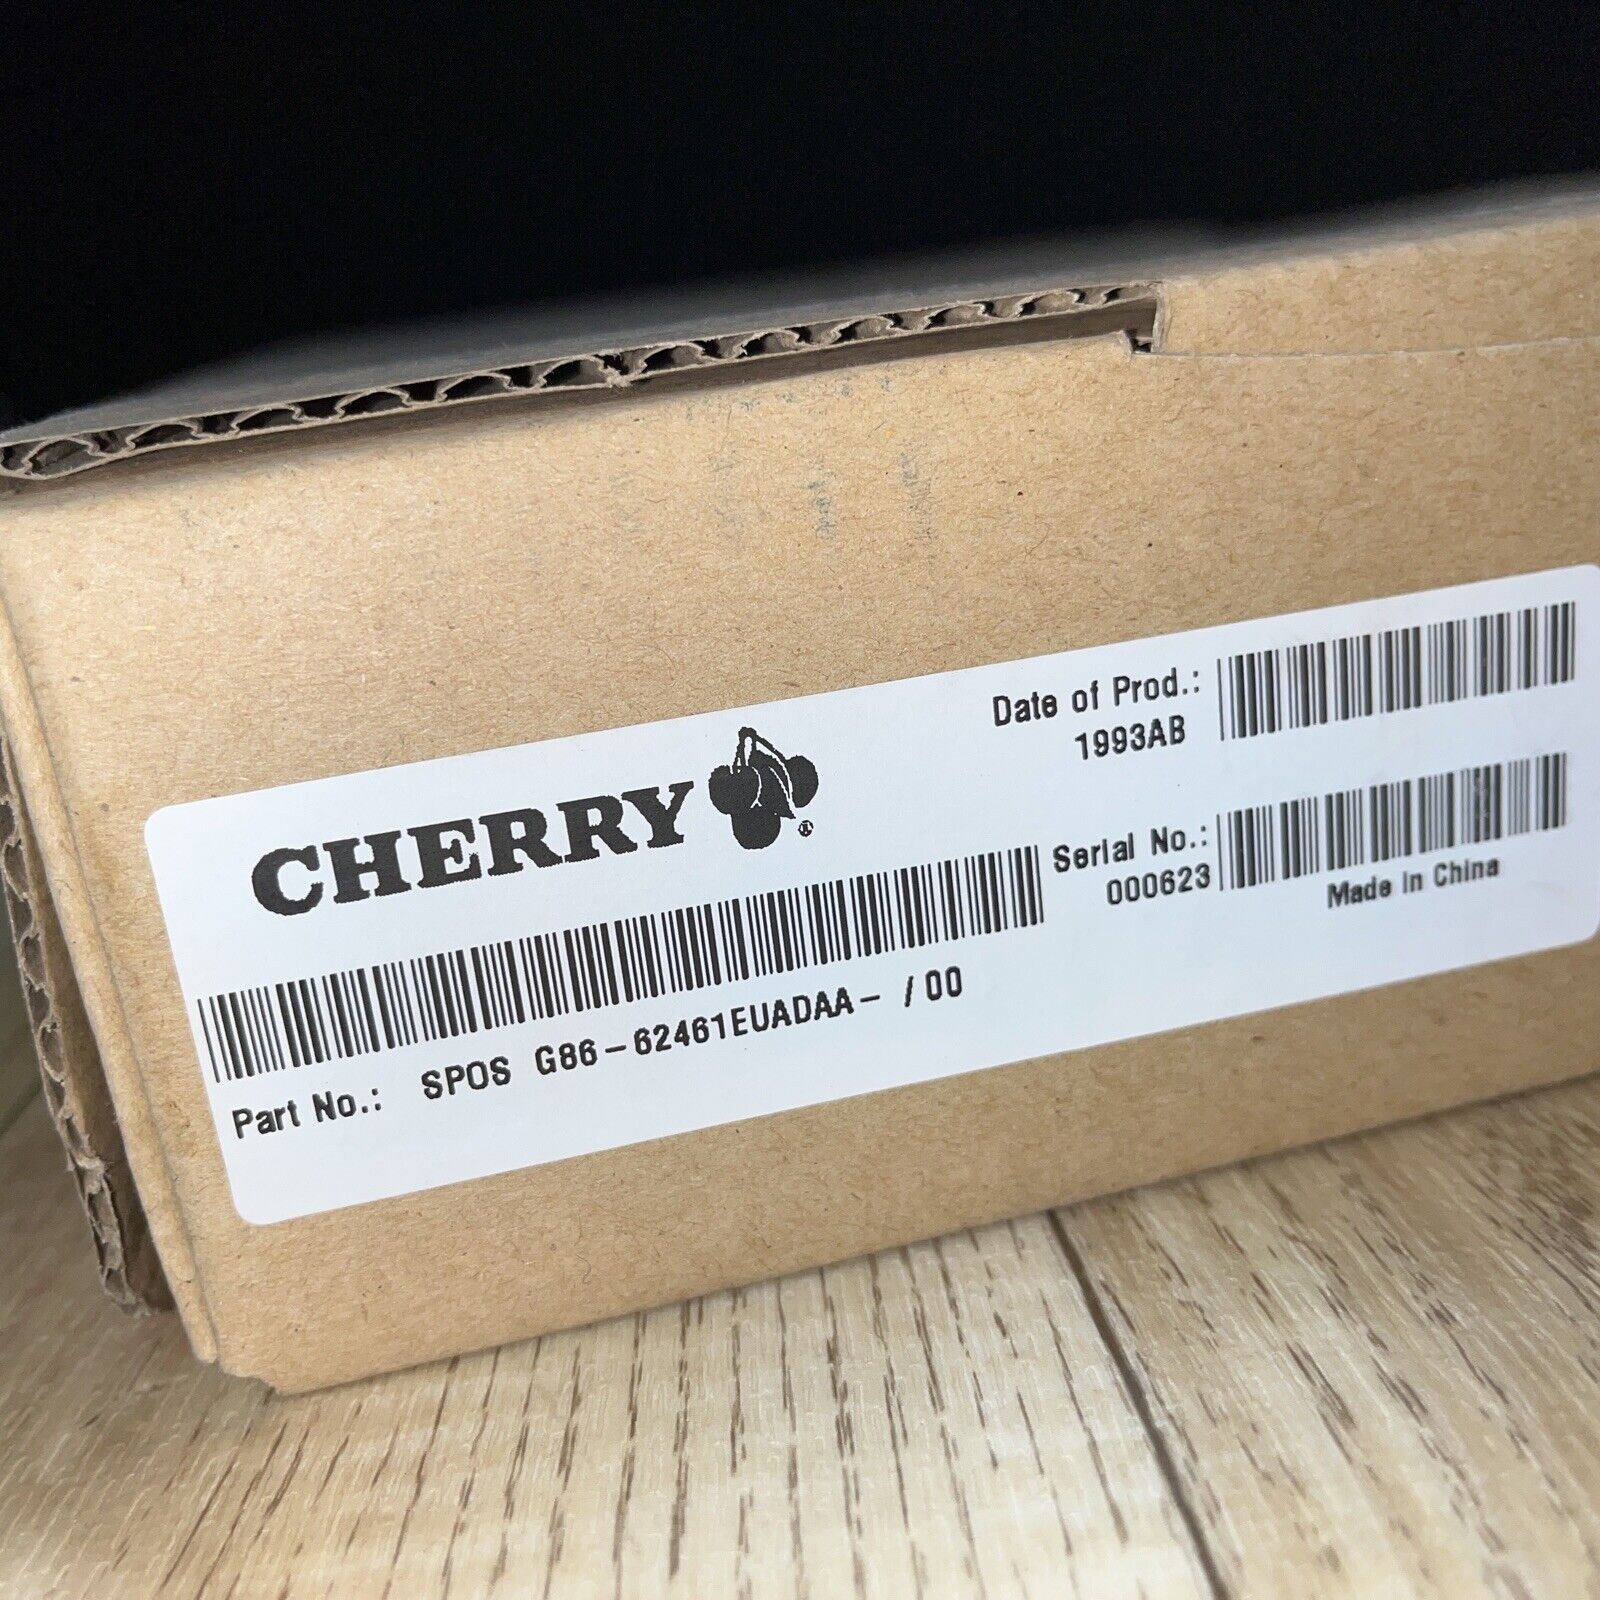 CHERRY ®
Date of Prod.:
1993AB
Serial No.:
000623
Made in China
Part No.: SPOS G86-62461EUADAA- /00